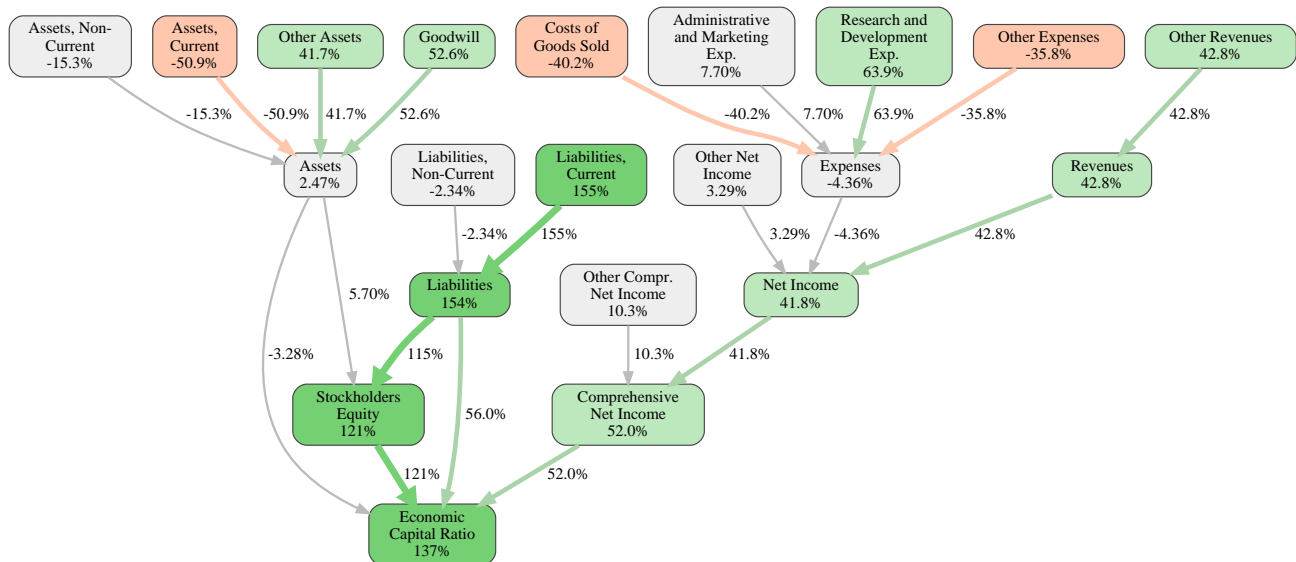 Assets, Non-
Current
-15.3%
Assets,
Current
-50.9%
Other Assets
41.7%
Goodwill
52.6%
Costs of
Goods Sold
-40.2%
Administrative
and Marketing
Exp.
7.70%
Research and
Development
Exp.
63.9%
Other Expenses
-35.8%
Other Revenues
42.8%
-15.3%
-50.9%
41.7%
52.6%
-40.2%
7.70%
63.9%
-35.8%
42.8%
Assets
2.47%
Liabilities,
Non-Current
-2.34%
Liabilities,
Current
155%
Other Net
Income
3.29%
Expenses
-4.36%
Revenues
42.8%
-2.34%
155%
3.29%
-4.36%
42.8%
Liabilities
154%
Other Compr.
Net Income
10.3%
Net Income
41.8%
5.70%
-3.28%
115%
10.3%
41.8%
Stockholders
Equity
121%
56.0%
Comprehensive
Net Income
52.0%
121%
52.0%
Economic
Capital Ratio
137%